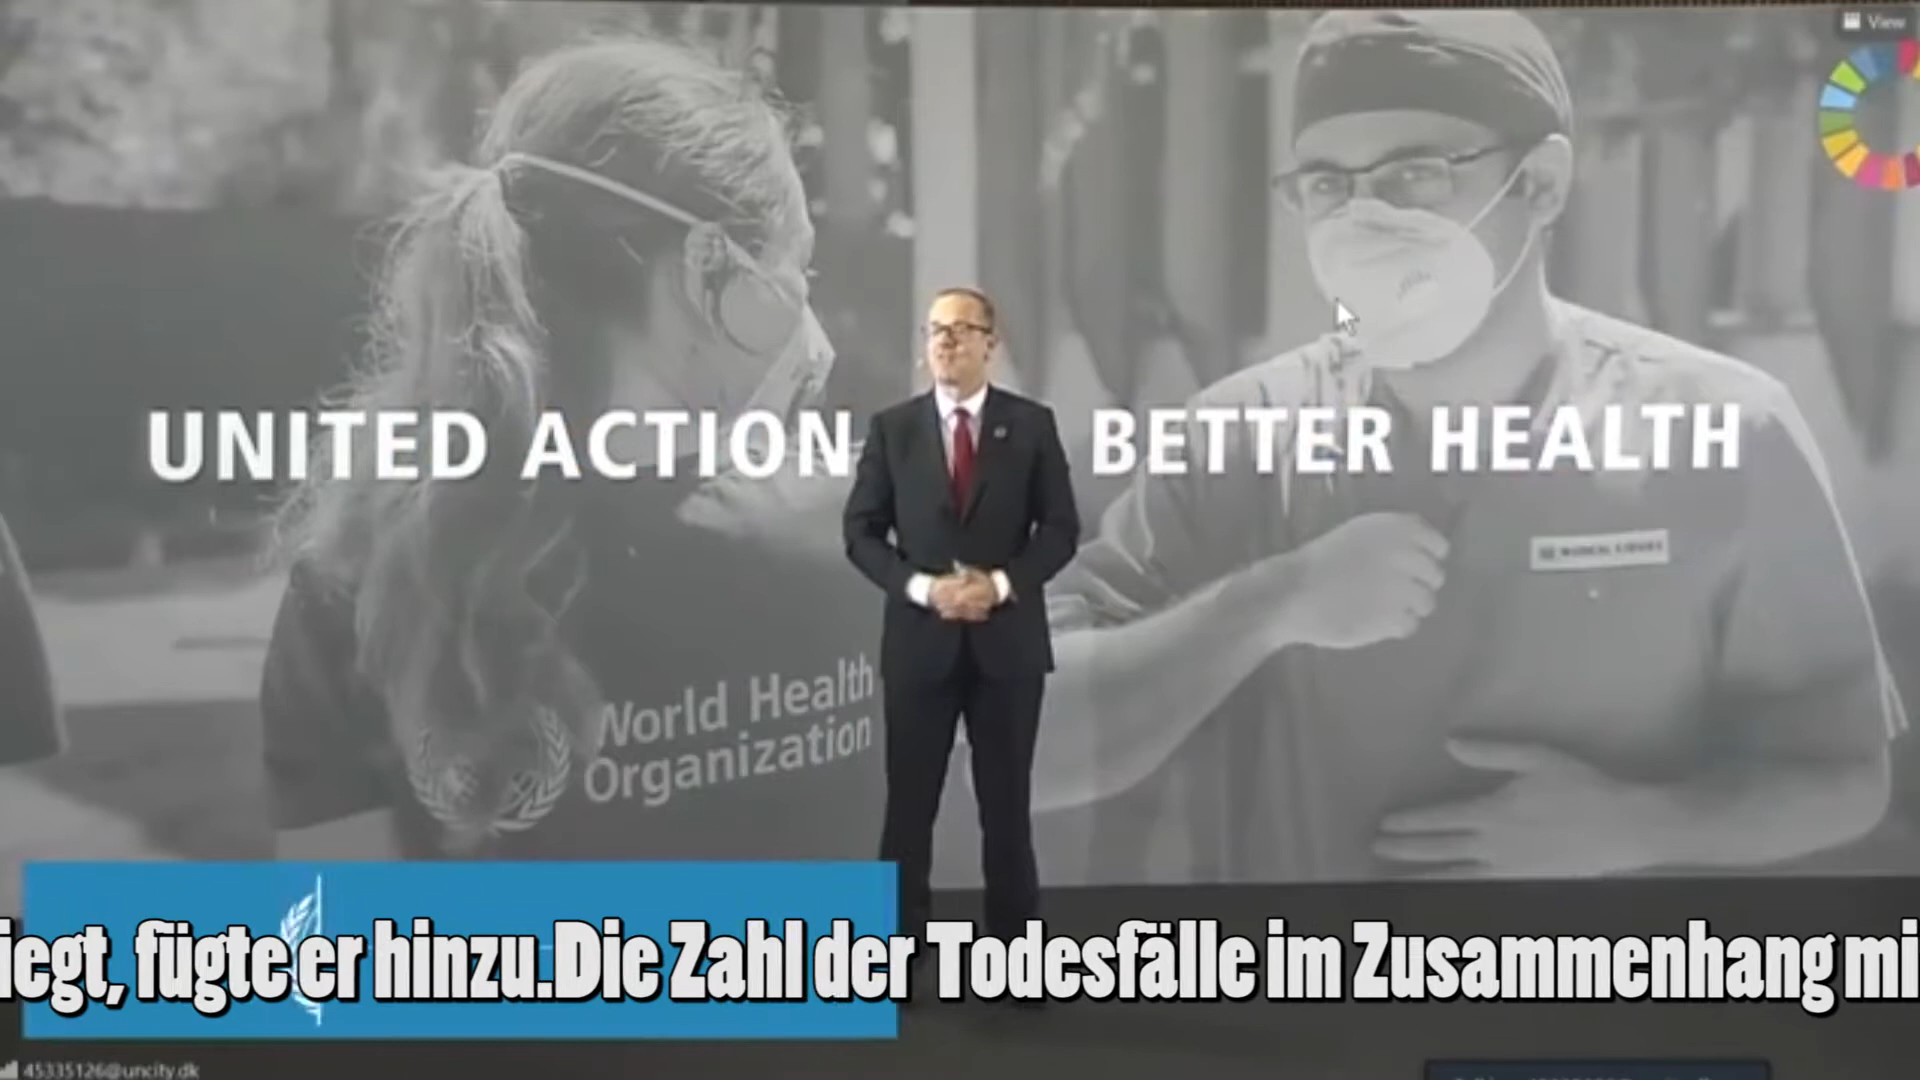 View
UNITED ACTION BETTER HEALTH
World Health
Organization
iegt, fügte er hinzu.Die Zahl der Todesfälle im Zusammenhang mi
45335126@uncity.dk